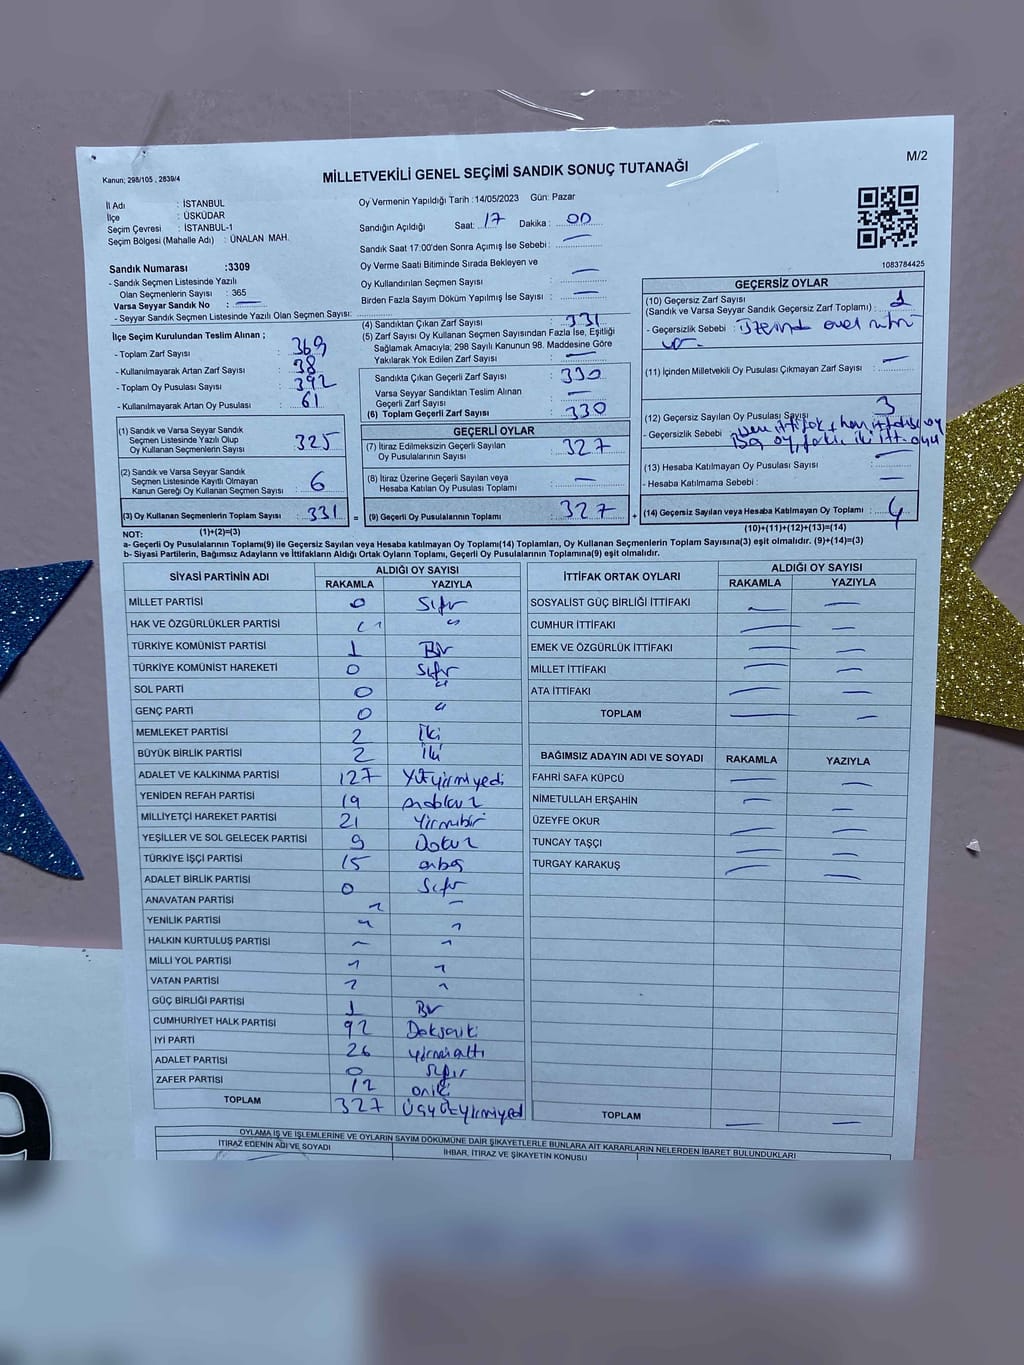 M/2
Kanun; 298/105 , 2839/4
MİLLETVEKİLİ GENEL SEÇİMİ SANDIK SONUÇ TUTANAĞI
İl Adı : İSTANBUL
İlçe : ÜSKÜDAR
Seçim Çevresi : İSTANBUL-1
Seçim Bölgesi (Mahalle Adı) : ÜNALAN MAH.
Oy Vermenin Yapıldığı Tarih :14/05/2023 Gün: Pazar
Sandığın Açıldığı Saat: 17 Dakika : 00
Sandık Saat 17:00'den Sonra Açımış İse Sebebi : —
Oy Verme Saati Bitiminde Sırada Bekleyen ve
Oy Kullandırılan Seçmen Sayısı : —
Birden Fazla Sayım Döküm Yapılmış İSe Sayısı : —
1083784425
Sandık Numarası :3309
- Sandık Seçmen Listesinde Yazılı
Olan Seçmenlerin Sayısı : 365
Varsa Seyyar Sandık No : —
- Seyyar Sandık Seçmen Listesinde Yazılı Olan Seçmen Sayısı:
İlçe Seçim Kurulundan Teslim Alınan ;
- Toplam Zarf Sayısı : 369
- Kullanılmayarak Artan Zarf Sayısı : 38
- Toplam Oy Pusulası Sayısı : 392
- Kullanılmayarak Artan Oy Pusulası : 61
(1) Sandık ve Varsa Seyyar Sandık
Seçmen Listesinde Yazılı Olup
Oy Kullanan Seçmenlerin Sayısı : 325
(2) Sandık ve Varsa Seyyar Sandık
Seçmen Listesinde Kayıtlı Olmayan
Kanun Gereği Oy Kullanan Seçmen Sayısı : 6
(3) Oy Kullanan Seçmenlerin Toplam Sayısı : 331
(1)+(2)=(3)
(4) Sandıktan Çıkan Zarf Sayısı : 331
(5) Zarf Sayısı Oy Kullanan Seçmen Sayısından Fazla İse, Eşitliği
Sağlamak Amacıyla; 298 Sayılı Kanunun 98. Maddesine Göre
Yakılarak Yok Edilen Zarf Sayısı : —
Sandıkta Çıkan Geçerli Zarf Sayısı : 330
Varsa Seyyar Sandıktan Teslim Alınan
Geçerli Zarf Sayısı : —
(6) Toplam Geçerli Zarf Sayısı : 330
GEÇERLİ OYLAR
(7) İtiraz Edilmeksizin Geçerli Sayılan
Oy Pusulalarının Sayısı : 327
(8) İtiraz Üzerine Geçerli Sayılan veya
Hesaba Katılan Oy Pusulası Toplamı : —
= (9) Geçerli Oy Pusulalarının Toplamı : 327
GEÇERSİZ OYLAR
(10) Geçersiz Zarf Sayısı
(Sandık ve Varsa Seyyar Sandık Geçersiz Zarf Toplamı) : 1
- Geçersizlik Sebebi : Üzerinde
(11) İçinden Milletvekili Oy Pusulası Çıkmayan Zarf Sayısı : —
(12) Geçersiz Sayılan Oy Pusulası Sayısı : 3
- Geçersizlik Sebebi
(13) Hesaba Katılmayan Oy Pusulası Sayısı : —
- Hesaba Katılmama Sebebi : —
+ (14) Geçersiz Sayılan veya Hesaba Katılmayan Oy Toplamı : 4
(10)+(11)+(12)+(13)=(14)
NOT:
a- Geçerli Oy Pusulalarının Toplamı(9) ile Geçersiz Sayılan veya Hesaba katılmayan Oy Toplamı(14) Toplamları, Oy Kullanan Seçmenlerin Toplam Sayısına(3) eşit olmalıdır. (9)+(14)=(3)
b- Siyasi Partilerin, Bağımsız Adayların ve İttifakların Aldığı Ortak Oyların Toplamı, Geçerli Oy Pusulalarının Toplamına(9) eşit olmalıdır.
SİYASİ PARTİNİN ADI ALDIĞI OY SAYISI
RAKAMLA YAZIYLA
MİLLET PARTİSİ 0 Sıfır
HAK VE ÖZGÜRLÜKLER PARTİSİ " "
TÜRKİYE KOMÜNİST PARTİSİ 1 Bir
TÜRKİYE KOMÜNİST HAREKETİ 0 Sıfır
SOL PARTİ 0 "
GENÇ PARTİ 0 "
MEMLEKET PARTİSİ 2 İki
BÜYÜK BİRLİK PARTİSİ 2 İki
ADALET VE KALKINMA PARTİSİ 127 Yüzyirmiyedi
YENİDEN REFAH PARTİSİ 19 ondokuz
MİLLİYETÇİ HAREKET PARTİSİ 21 Yirmibir
YEŞİLLER VE SOL GELECEK PARTİSİ 9 Dokuz
TÜRKİYE İŞÇİ PARTİSİ 15 onbeş
ADALET BİRLİK PARTİSİ 0 Sıfır
ANAVATAN PARTİSİ
YENİLİK PARTİSİ
HALKIN KURTULUŞ PARTİSİ
MİLLİ YOL PARTİSİ
VATAN PARTİSİ
GÜÇ BİRLİĞİ PARTİSİ 1 Bir
CUMHURİYET HALK PARTİSİ 92 Doksaniki
İYİ PARTİ 26 yirmialtı
ADALET PARTİSİ 0 Sıfır
ZAFER PARTİSİ 12 oniki
TOPLAM 327 Üçyüzyirmiyedi
İTTİFAK ORTAK OYLARI ALDIĞI OY SAYISI
RAKAMLA YAZIYLA
SOSYALİST GÜÇ BİRLİĞİ İTTİFAKI — —
CUMHUR İTTİFAKI — —
EMEK VE ÖZGÜRLÜK İTTİFAKI — —
MİLLET İTTİFAKI — —
ATA İTTİFAKI — —
TOPLAM — —
BAĞIMSIZ ADAYIN ADI VE SOYADI RAKAMLA YAZIYLA
FAHRİ SAFA KÜPCÜ — —
NİMETULLAH ERŞAHİN — —
ÜZEYFE OKUR — —
TUNCAY TAŞÇI — —
TURGAY KARAKUŞ — —
TOPLAM — —
OYLAMA İŞ VE İŞLEMLERİNE VE OYLARIN SAYIM DÖKÜMÜNE DAİR ŞİKAYETLERLE BUNLARA AİT KARARLARIN NELERDEN İBARET BULUNDUKLARI
İTİRAZ EDENİN ADI VE SOYADI
İHBAR, İTİRAZ VE ŞİKAYETİN KONUSU